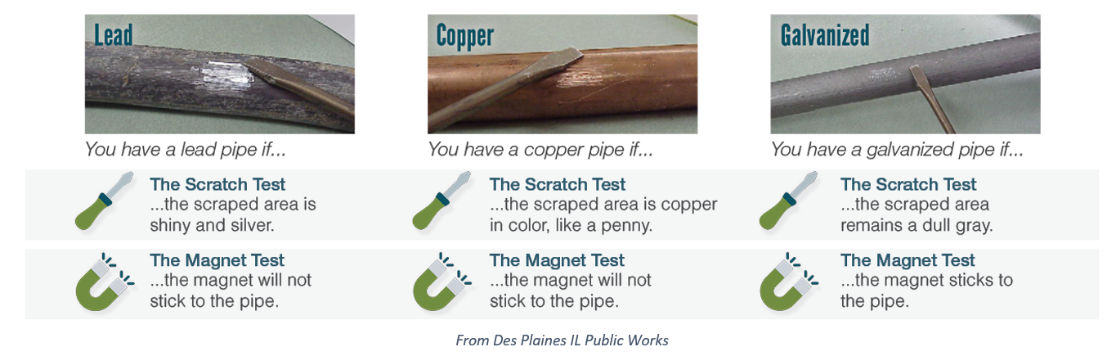 Lead
Copper
Galvanized
You have a lead pipe if...
You have a copper pipe if...
You have a galvanized pipe if...
The Scratch Test
...the scraped area is
shiny and silver.
The Scratch Test
...the scraped area is copper
in color, like a penny.
The Scratch Test
...the scraped area
remains a dull gray.
The Magnet Test
...the magnet will not
stick to the pipe.
The Magnet Test
...the magnet will not
stick to the pipe.
The Magnet Test
...the magnet sticks to
the pipe.
From Des Plaines IL Public Works